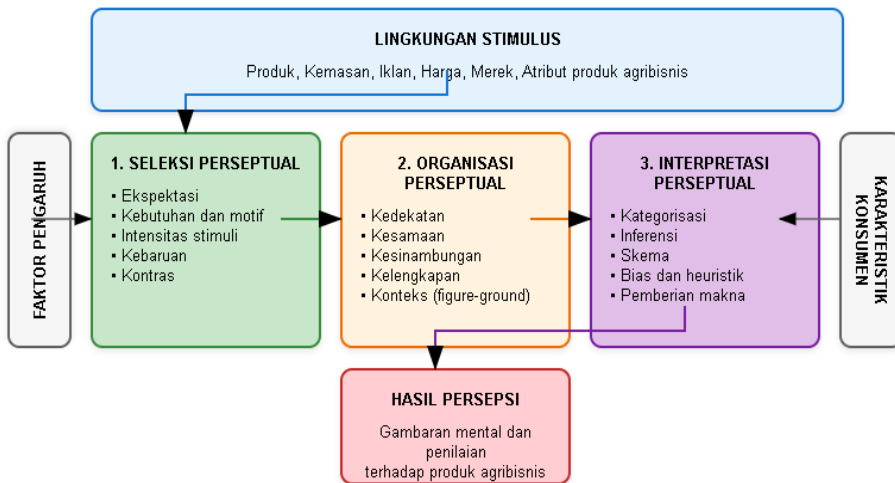 LINGKUNGAN STIMULUS
Produk, Kemasan, Iklan, Harga, Merek, Atribut produk agribisnis
FAKTOR PENGARUH
1. SELEKSI PERSEPTUAL
▪ Ekspektasi
▪ Kebutuhan dan motif
▪ Intensitas stimuli
▪ Kebaruan
▪ Kontras
2. ORGANISASI
PERSEPTUAL
▪ Kedekatan
▪ Kesamaan
▪ Kesinambungan
▪ Kelengkapan
▪ Konteks (figure-ground)
3. INTERPRETASI
PERSEPTUAL
▪ Kategorisasi
▪ Inferensi
▪ Skema
▪ Bias dan heuristik
▪ Pemberian makna
KARAKTERISTIK
KONSUMEN
HASIL PERSEPSI
Gambaran mental dan
penilaian
terhadap produk agribisnis